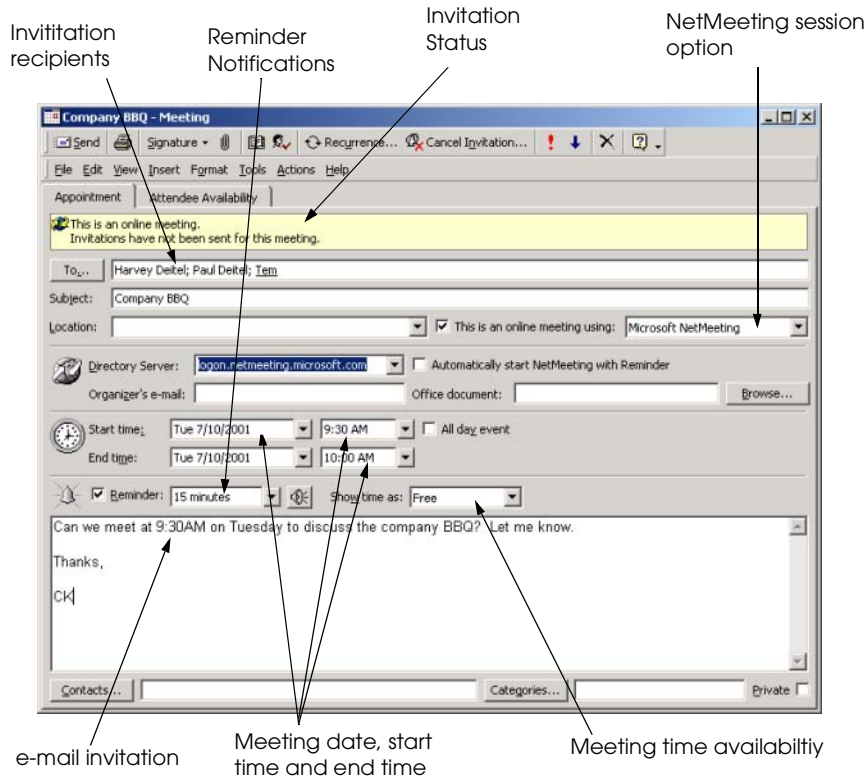 Invititation
recipients
Reminder
Notifications
Invitation
Status
NetMeeting session
option
Company BBQ - Meeting
Send Signature Recurrence... Cancel Invitation...
File Edit View Insert Format Tools Actions Help
Appointment Attendee Availability
This is an online meeting.
Invitations have not been sent for this meeting.
To... Harvey Deitel; Paul Deitel; Tem
Subject: Company BBQ
Location: This is an online meeting using: Microsoft NetMeeting
Directory Server: logon.netmeeting.microsoft.com Automatically start NetMeeting with Reminder
Organizer's e-mail: Office document: Browse...
Start time: Tue 7/10/2001 9:30 AM All day event
End time: Tue 7/10/2001 10:00 AM
Reminder: 15 minutes Show time as: Free
Can we meet at 9:30AM on Tuesday to discuss the company BBQ? Let me know.
Thanks,
CK
Contacts... Categories... Private
e-mail invitation
Meeting date, start
time and end time
Meeting time availabiltiy